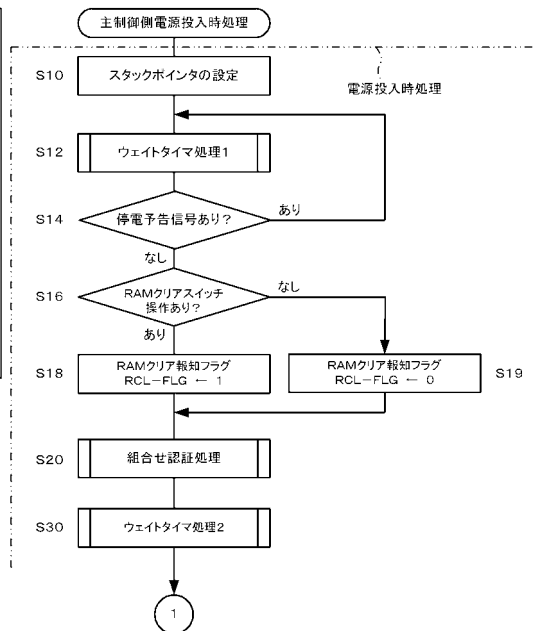 主制御側電源投入時処理
電源投入時処理
S10
スタックポインタの設定
S12
ウェイトタイマ処理1
S14
停電予告信号あり?
あり
なし
S16
RAMクリアスイッチ
操作あり?
なし
あり
S18
RAMクリア報知フラグ
RCL-FLG ← 1
RAMクリア報知フラグ
RCL-FLG ← 0
S19
S20
組合せ認証処理
S30
ウェイトタイマ処理2
1